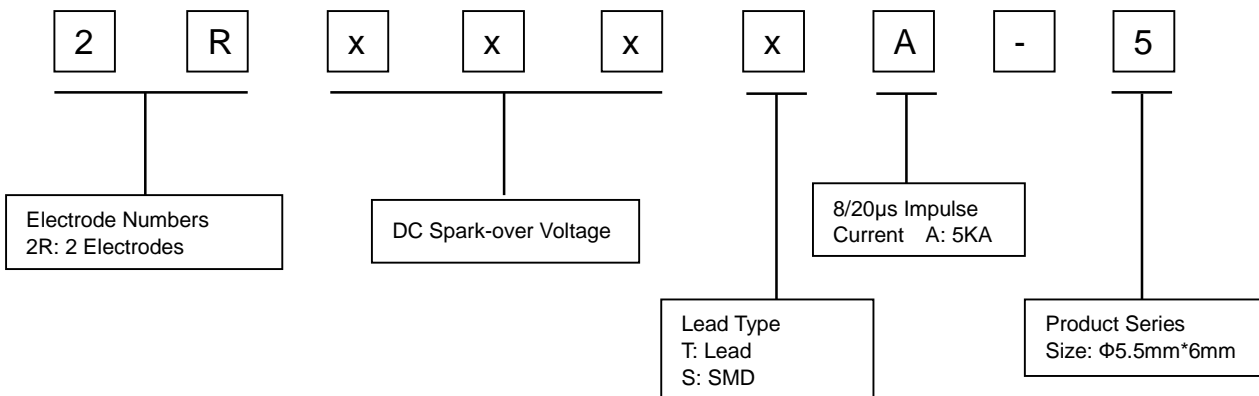 2 R x x x x A - 5
Electrode Numbers
2R: 2 Electrodes
DC Spark-over Voltage
8/20μs Impulse
Current A: 5KA
Lead Type
T: Lead
S: SMD
Product Series
Size: Φ5.5mm*6mm